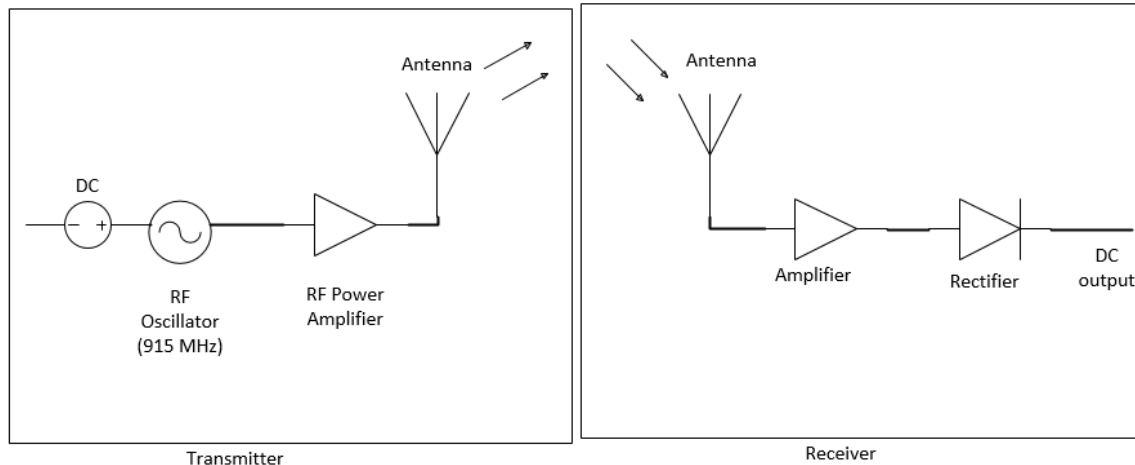 Antenna
DC
− +
RF
Oscillator
(915 MHz)
RF Power
Amplifier
Transmitter
Antenna
Amplifier
Rectifier
DC
output
Receiver